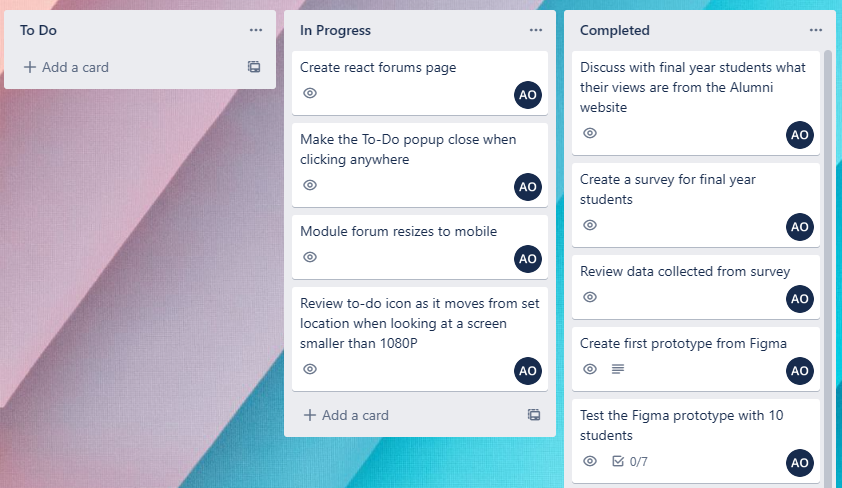 To Do
Add a card
In Progress
Create react forums page
AO
Make the To-Do popup close when
clicking anywhere
AO
Module forum resizes to mobile
AO
Review to-do icon as it moves from set
location when looking at a screen
smaller than 1080P
AO
Add a card
Completed
Discuss with final year students what
their views are from the Alumni
website
AO
Create a survey for final year
students
AO
Review data collected from survey
AO
Create first prototype from Figma
AO
Test the Figma prototype with 10
students
0/7
AO